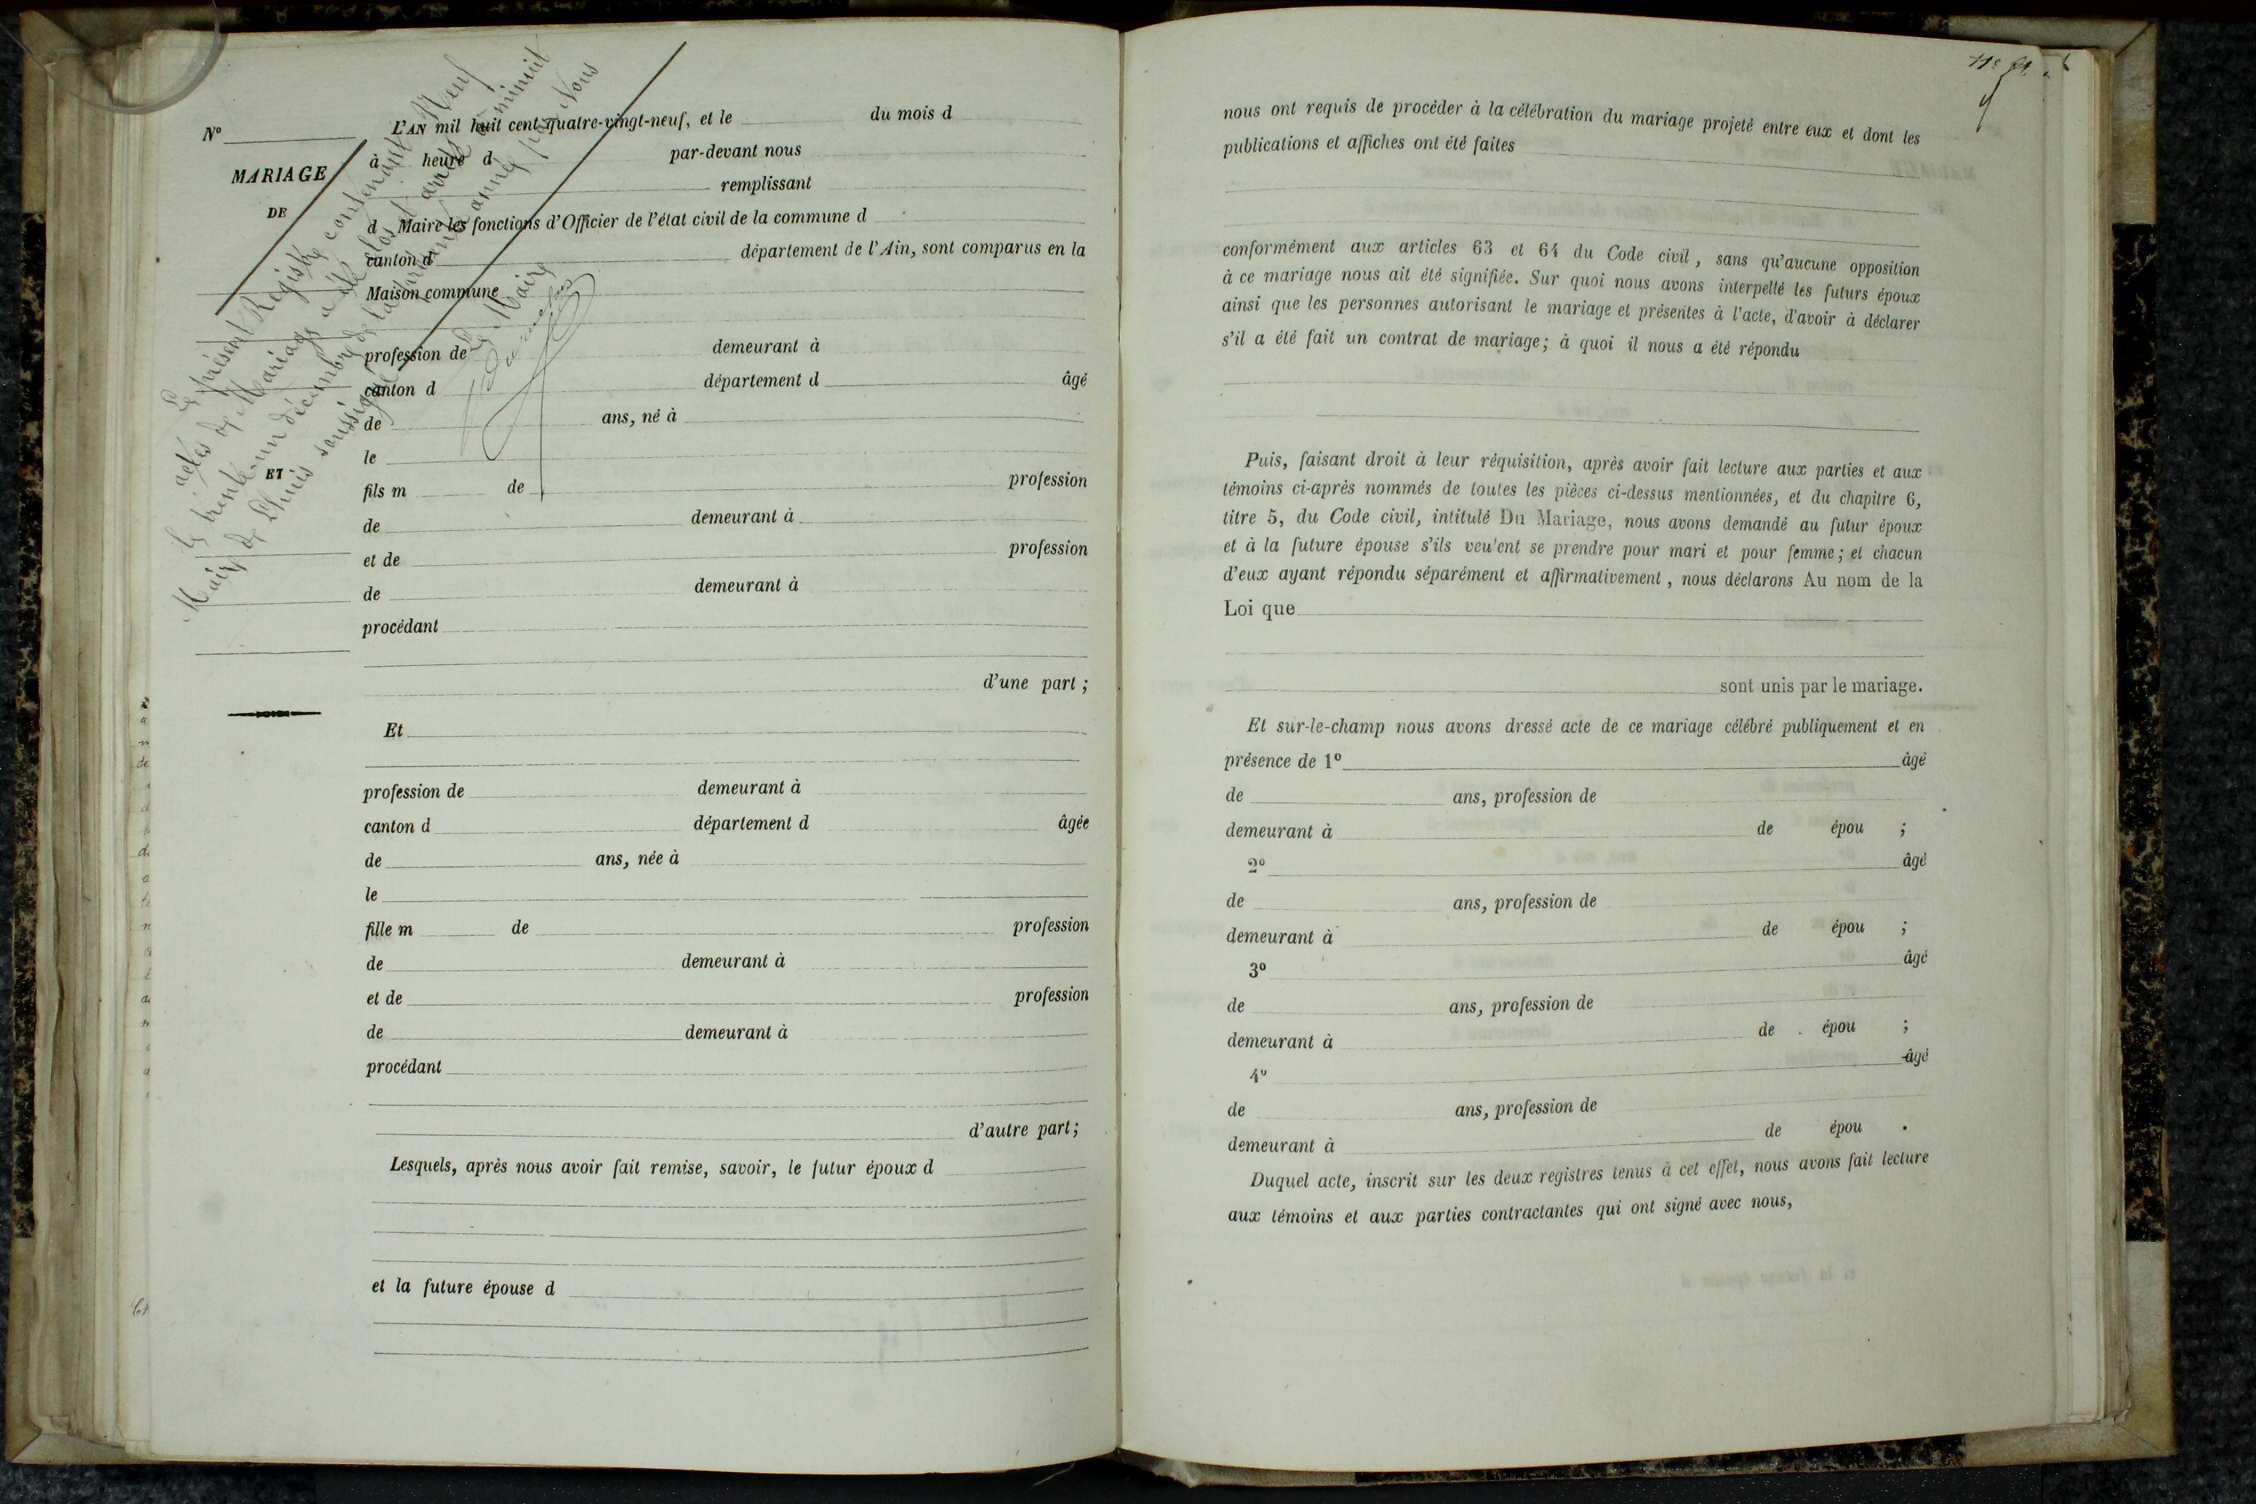 Le présent Registre contenant Neuf
actes de Mariages a été clos et arrêté à minuit
le trente-un décembre de la présente année par Nous
Maire de Lhuis soussigné
Le Maire
N°
MARIAGE
DE
ET
L'AN mil huit cent quatre-vingt-neuf, et le du mois d
à heure d par-devant nous
remplissant
d Maire les fonctions d'Officier de l'état civil de la commune d
canton d département de l'Ain, sont comparus en la
Maison commune
profession de demeurant à
canton d département d âgé
de ans, né à
le
fils m de profession
de demeurant à
et de profession
de demeurant à
procédant
d'une part ;
Et
profession de demeurant à
canton d département d âgée
de ans, née à
le
fille m de profession
de demeurant à
et de profession
de demeurant à
procédant
d'autre part ;
Lesquels, après nous avoir fait remise, savoir, le futur époux d
et la future épouse d
nous ont requis de procéder à la célébration du mariage projeté entre eux et dont les
publications et affiches ont été faites
conformément aux articles 63 et 64 du Code civil, sans qu'aucune opposition
à ce mariage nous ait été signifiée. Sur quoi nous avons interpellé les futurs époux
ainsi que les personnes autorisant le mariage et présentes à l'acte, d'avoir à déclarer
s'il a été fait un contrat de mariage ; à quoi il nous a été répondu
Puis, faisant droit à leur réquisition, après avoir fait lecture aux parties et aux
témoins ci-après nommés de toutes les pièces ci-dessus mentionnées, et du chapitre 6,
titre 5, du Code civil, intitulé Du Mariage, nous avons demandé au futur époux
et à la future épouse s'ils veu'ent se prendre pour mari et pour femme ; et chacun
d'eux ayant répondu séparément et affirmativement, nous déclarons Au nom de la
Loi que
sont unis par le mariage.
Et sur-le-champ nous avons dressé acte de ce mariage célébré publiquement et en
présence de 1° âgé
de ans, profession de
demeurant à de épou ;
2° âgé
de ans, profession de
demeurant à de épou ;
3° âgé
de ans, profession de
demeurant à de épou ;
4° âgé
de ans, profession de
demeurant à de épou .
Duquel acte, inscrit sur les deux registres tenus à cet effet, nous avons fait lecture
aux témoins et aux parties contractantes qui ont signé avec nous,